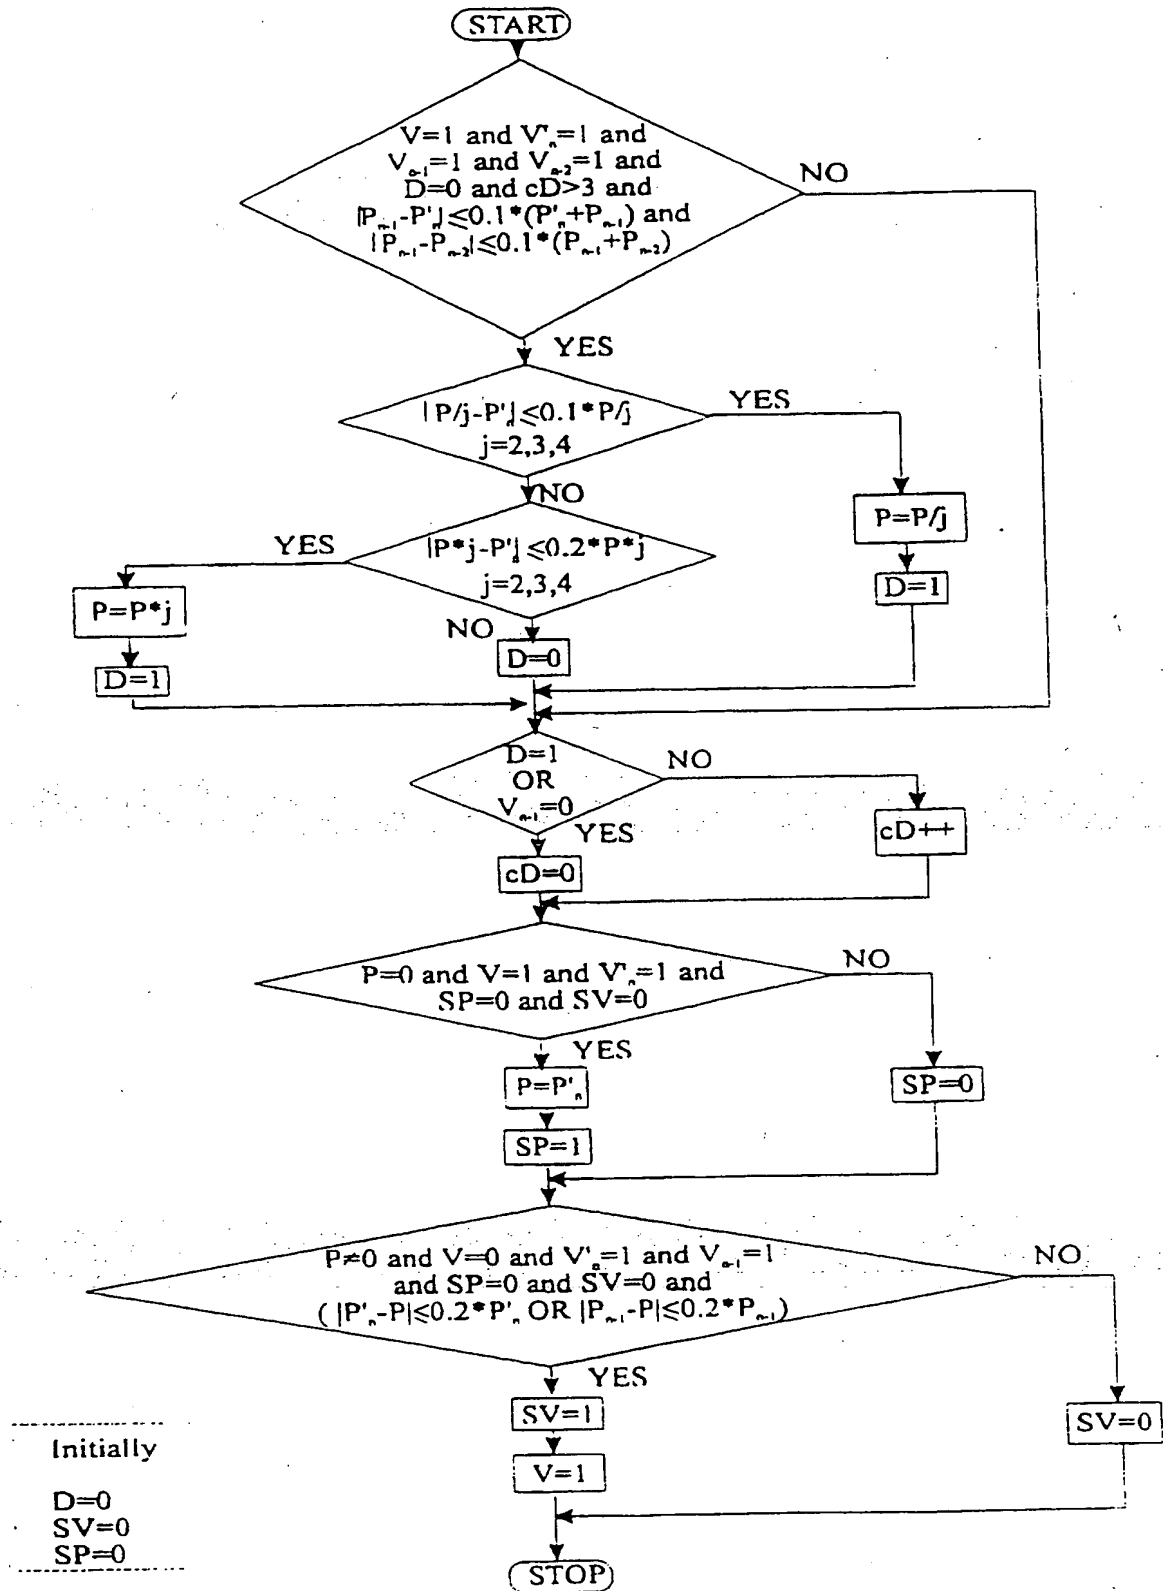 START
V=1 and V'ₙ=1 and
Vₙ₋₁=1 and Vₙ₋₂=1 and
D=0 and cD>3 and
|Pₙ₋₁-P'ₙ|≤0.1*(P'ₙ+Pₙ₋₁) and
|Pₙ₋₁-Pₙ₋₂|≤0.1*(Pₙ₋₁+Pₙ₋₂)
NO
YES
|P/j-P'ₙ|≤0.1*P/j
j=2,3,4
YES
NO
P=P/j
D=1
|P*j-P'ₙ|≤0.2*P*j
j=2,3,4
YES
P=P*j
D=1
NO
D=0
D=1
OR
Vₙ₋₁=0
NO
YES
cD++
cD=0
P=0 and V=1 and V'ₙ=1 and
SP=0 and SV=0
NO
YES
P=P'ₙ
SP=0
SP=1
P≠0 and V=0 and V'ₙ=1 and Vₙ₋₁=1
and SP=0 and SV=0 and
( |P'ₙ-P|≤0.2*P'ₙ OR |Pₙ₋₁-P|≤0.2*Pₙ₋₁)
NO
YES
SV=1
SV=0
V=1
STOP
Initially
D=0
SV=0
SP=0